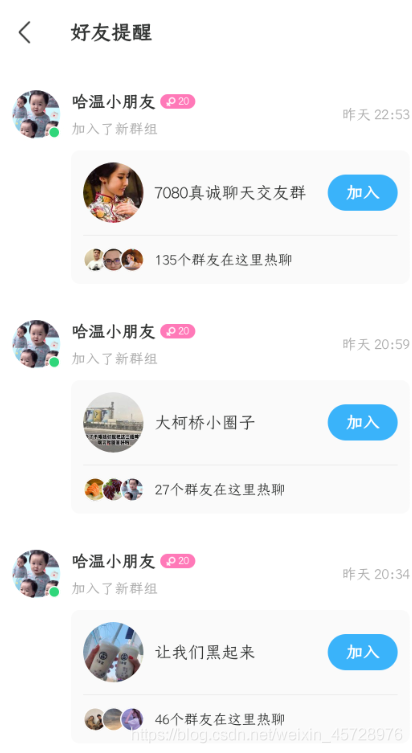 好友提醒
哈温小朋友 20
昨天 22:53
加入了新群组
7080真诚聊天交友群
加入
135个群友在这里热聊
哈温小朋友 20
昨天 20:59
加入了新群组
大柯桥小圈子
加入
27个群友在这里热聊
哈温小朋友 20
昨天 20:34
加入了新群组
让我们黑起来
加入
46个群友在这里热聊
https://blog.csdn.net/weixin_45728976